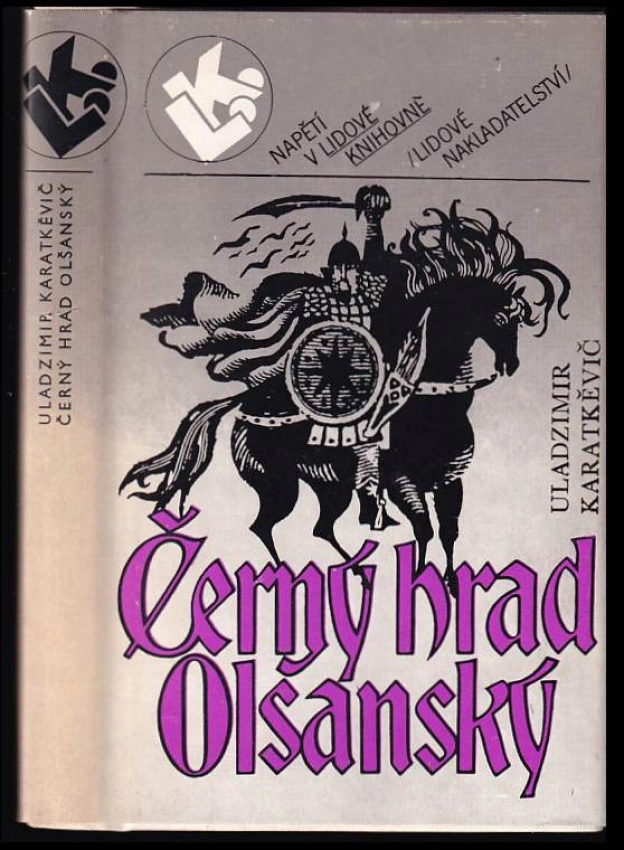 ULADZIMIR KARATKĚVIČ
ČERNÝ HRAD OLŠANSKÝ
NAPĚTÍ
V LIDOVÉ
KNIHOVNĚ
/LIDOVÉ
NAKLADATELSTVÍ/
ULADZIMIR
KARATKĚVIČ
Černý hrad
Olšanský